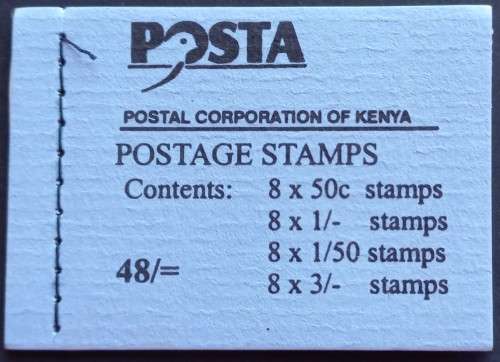 POSTA
POSTAL CORPORATION OF KENYA
POSTAGE STAMPS
Contents: 8 x 50c stamps
8 x 1/- stamps
8 x 1/50 stamps
48/=
8 x 3/- stamps